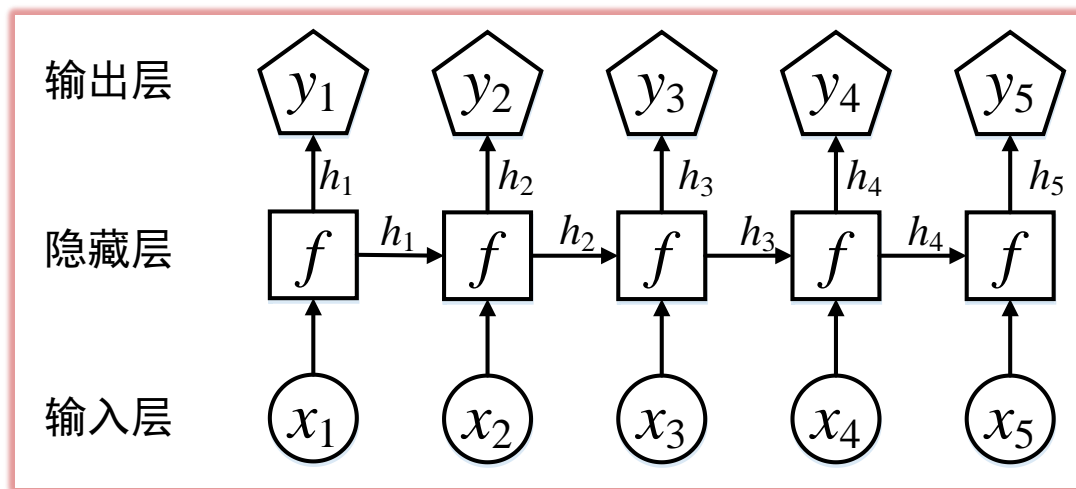 输出层 y1 y2 y3 y4 y5
h1 h2 h3 h4 h5
隐藏层 f h1 f h2 f h3 f h4 f
输入层 x1 x2 x3 x4 x5